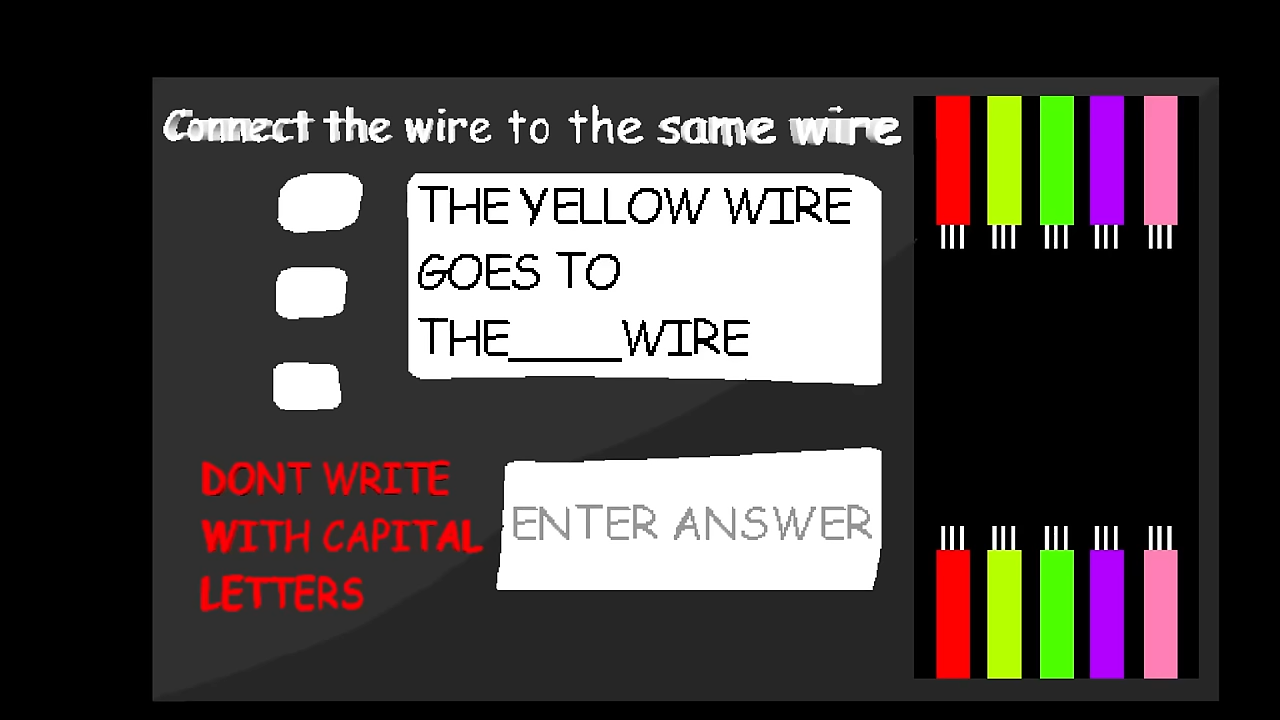 Connect the wire to the same wire
THE YELLOW WIRE
GOES TO
THE____WIRE
DONT WRITE
WITH CAPITAL
LETTERS
ENTER ANSWER